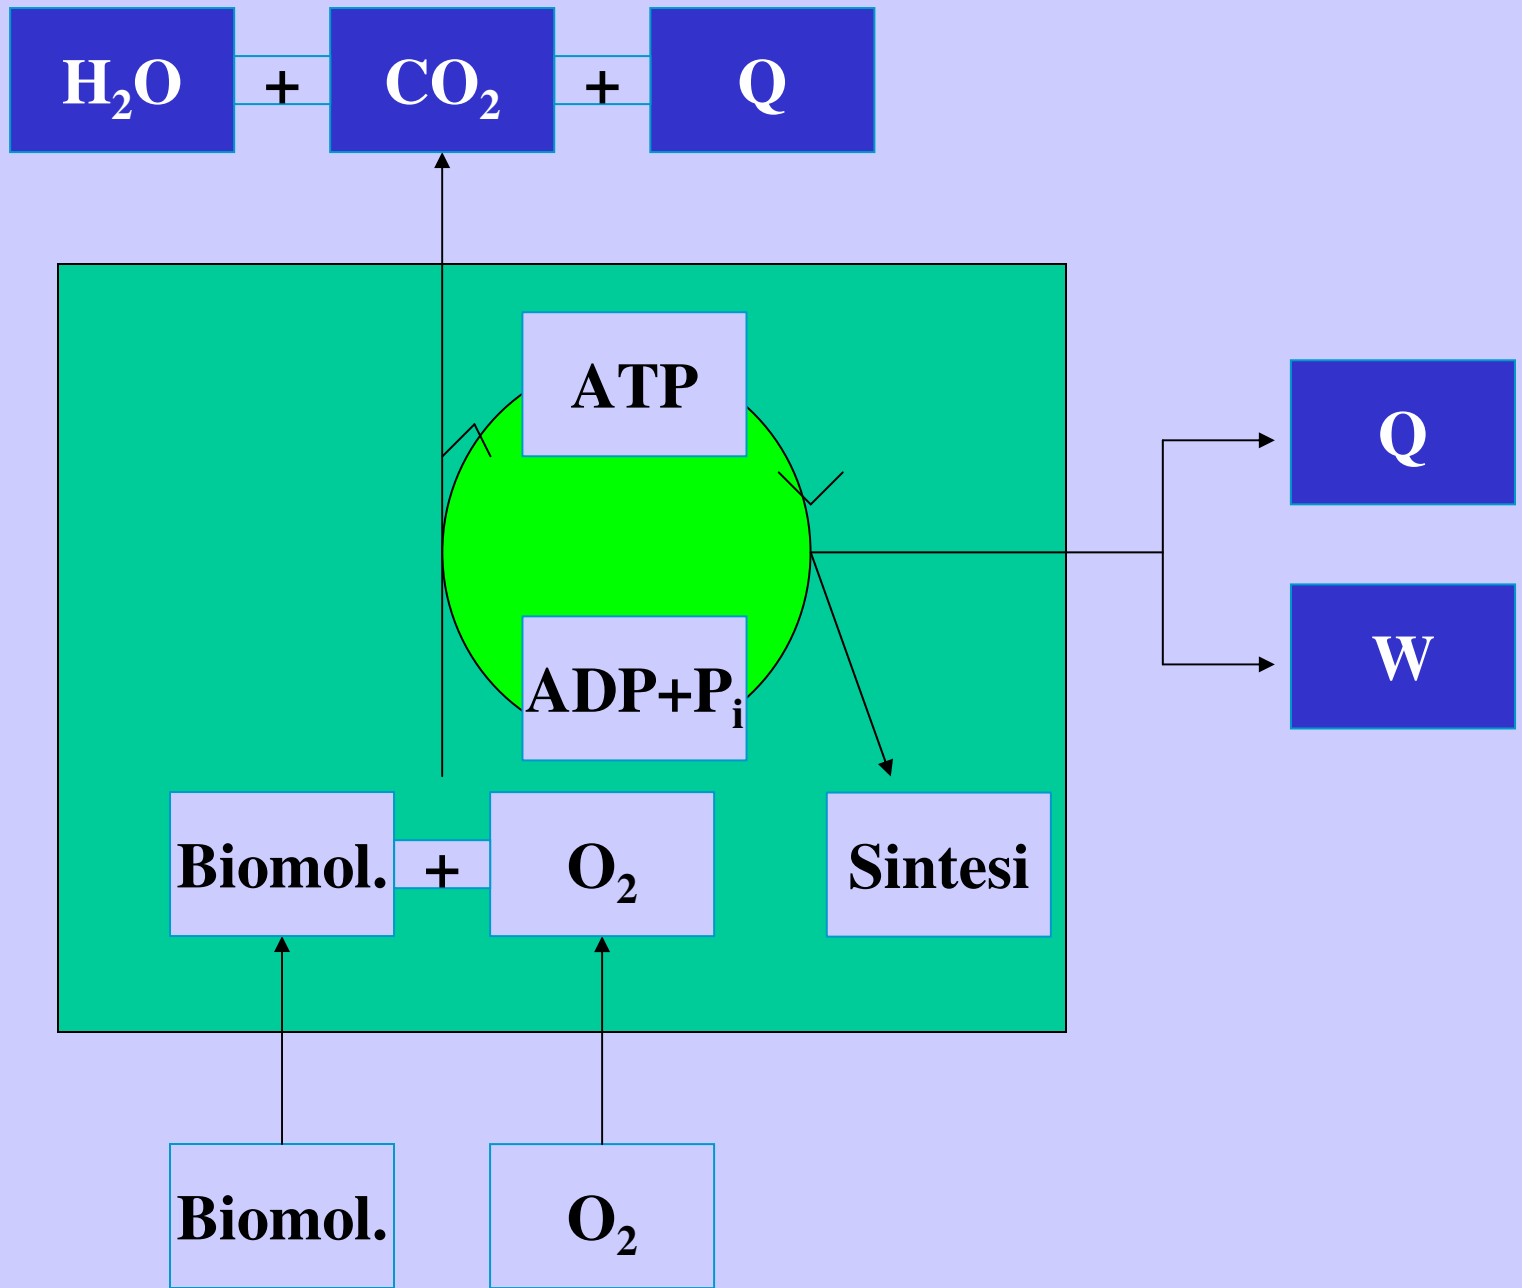 H₂O + CO₂ + Q
ATP
Q
W
ADP+Pᵢ
Biomol. + O₂
Sintesi
Biomol.
O₂